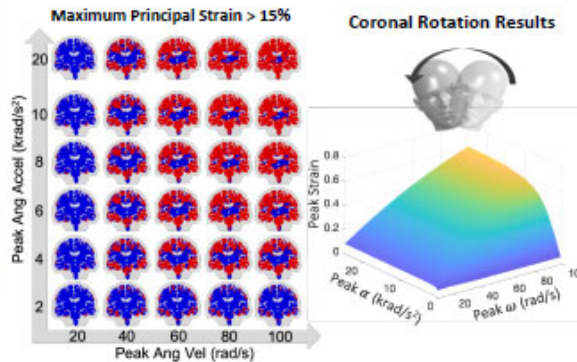 Maximum Principal Strain > 15%
Peak Ang Accel (krad/s²)
20
10
8
6
4
2
20 40 60 80 100
Peak Ang Vel (rad/s)
Coronal Rotation Results
Peak Strain
0.8
0.6
0.4
0.2
0
20
10
0
Peak α (krad/s²)
20 40 60 80 100
Peak ω (rad/s)